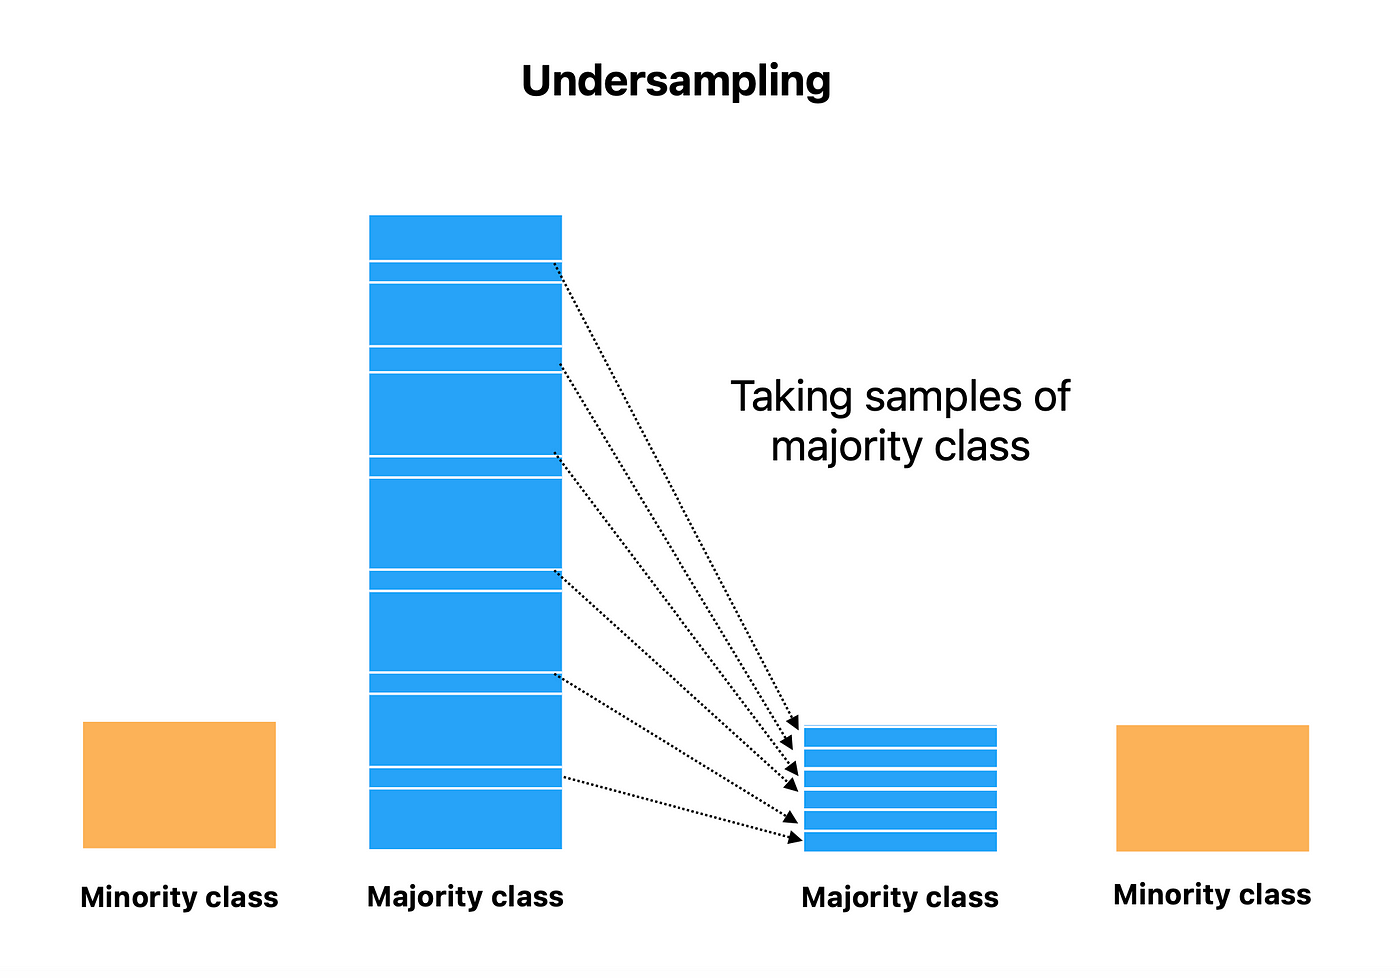 Undersampling
Taking samples of
majority class
Minority class
Majority class
Majority class
Minority class